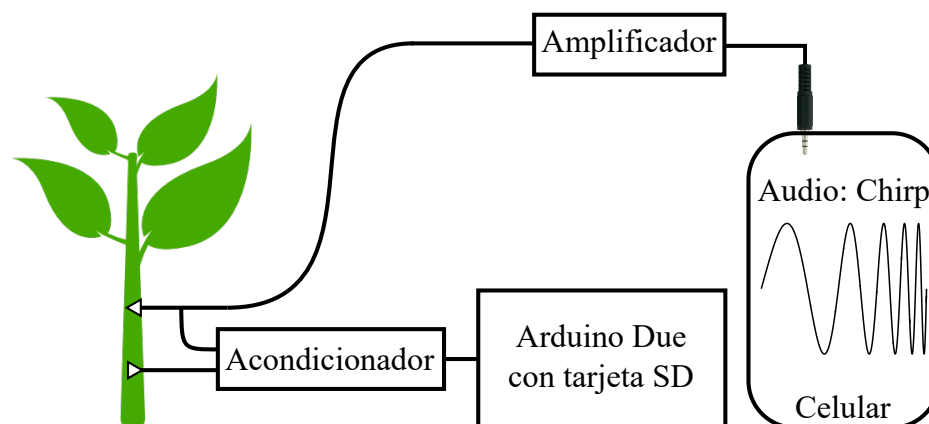 Amplificador
Audio: Chirp
Acondicionador
Arduino Due
con tarjeta SD
Celular